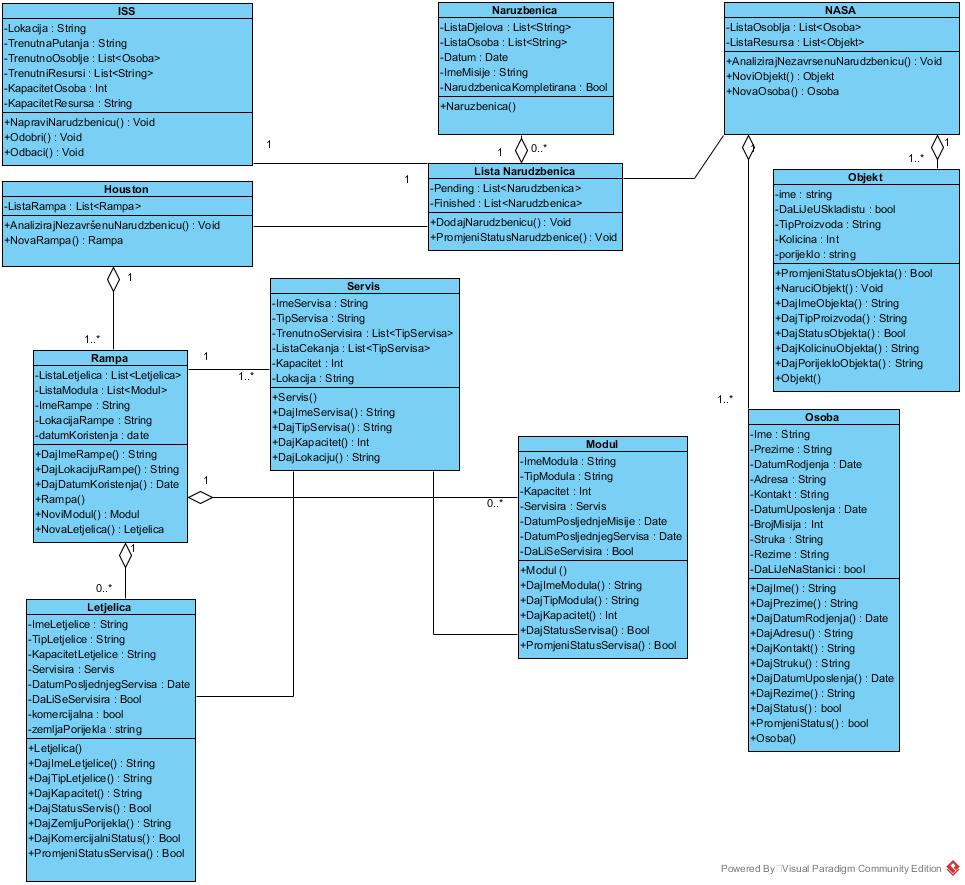 ISS
-Lokacija : String
-TrenutnaPutanja : String
-TrenutnoOsoblje : List<Osoba>
-TrenutniResursi : List<String>
-KapacitetOsoba : Int
-KapacitetResursa : String
+NapraviNarudzbenicu() : Void
+Odobri() : Void
+Odbaci() : Void
Naruzbenica
-ListaDjelova : List<String>
-ListaOsoba : List<String>
-Datum : Date
-ImeMisije : String
-NarudzbenicaKompletirana : Bool
+Naruzbenica()
NASA
-ListaOsoblja : List<Osoba>
-ListaResursa : List<Objekt>
+AnalizirajNezavrsenuNarudzbenicu() : Void
+NoviObjekt() : Objekt
+NovaOsoba() : Osoba
1
1
0..*
1
1
1..*
1
Houston
-ListaRampa : List<Rampa>
+AnalizirajNezavršenuNarudzbenicu() : Void
+NovaRampa() : Rampa
Lista Narudzbenica
-Pending : List<Narudzbenica>
-Finished : List<Narudzbenica>
+DodajNarudzbenicu() : Void
+PromjeniStatusNarudzbenice() : Void
Objekt
-ime : string
-DaLiJeUSkladistu : bool
-TipProizvoda : String
-Kolicina : Int
-porijeklo : string
+PromjeniStatusObjekta() : Bool
+NaruciObjekt() : Void
+DajImeObjekta() : String
+DajTipProizvoda() : String
+DajStatusObjekta() : Bool
+DajKolicinuObjekta() : String
+DajPorijekloObjekta() : String
+Objekt()
1
1..*
Servis
-ImeServisa : String
-TipServisa : String
-TrenutnoServisira : List<TipServisa>
-ListaCekanja : List<TipServisa>
-Kapacitet : Int
-Lokacija : String
+Servis()
+DajImeServisa() : String
+DajTipServisa() : String
+DajKapacitet() : Int
+DajLokaciju() : String
Rampa
-ListaLetjelica : List<Letjelica>
-ListaModula : List<Modul>
-ImeRampe : String
-LokacijaRampe : String
-datumKoristenja : date
+DajImeRampe() : String
+DajLokacijuRampe() : String
+DajDatumKoristenja() : Date
+Rampa()
+NoviModul() : Modul
+NovaLetjelica() : Letjelica
1
1..*
1..*
1
0..*
Modul
-ImeModula : String
-TipModula : String
-Kapacitet : Int
-Servisira : Servis
-DatumPosljednjeMisije : Date
-DatumPosljednjegServisa : Date
-DaLiSeServisira : Bool
+Modul ()
+DajImeModula() : String
+DajTipModula() : String
+DajKapacitet() : Int
+DajStatusServisa() : Bool
+PromjeniStatusServisa() : Bool
Osoba
-Ime : String
-Prezime : String
-DatumRodjenja : Date
-Adresa : String
-Kontakt : String
-DatumUposlenja : Date
-BrojMisija : Int
-Struka : String
-Rezime : String
-DaLiJeNaStanici : bool
+DajIme() : String
+DajPrezime() : String
+DajDatumRodjenja() : Date
+DajAdresu() : String
+DajKontakt() : String
+DajStruku() : String
+DajDatumUposlenja() : Date
+DajRezime() : String
+DajStatus() : bool
+PromjeniStatus() : bool
+Osoba()
1
0..*
Letjelica
-ImeLetjelice : String
-TipLetjelice : String
-KapacitetLetjelice : String
-Servisira : Servis
-DatumPosljednjegServisa : Date
-DaLiSeServisira : Bool
-komercijalna : bool
-zemljaPorijekla : string
+Letjelica()
+DajImeLetjelice() : String
+DajTipLetjelice() : String
+DajKapacitet() : String
+DajStatusServis() : Bool
+DajZemljuPorijekla() : String
+DajKomercijalniStatus() : Bool
+PromjeniStatusServisa() : Bool
Powered By Visual Paradigm Community Edition